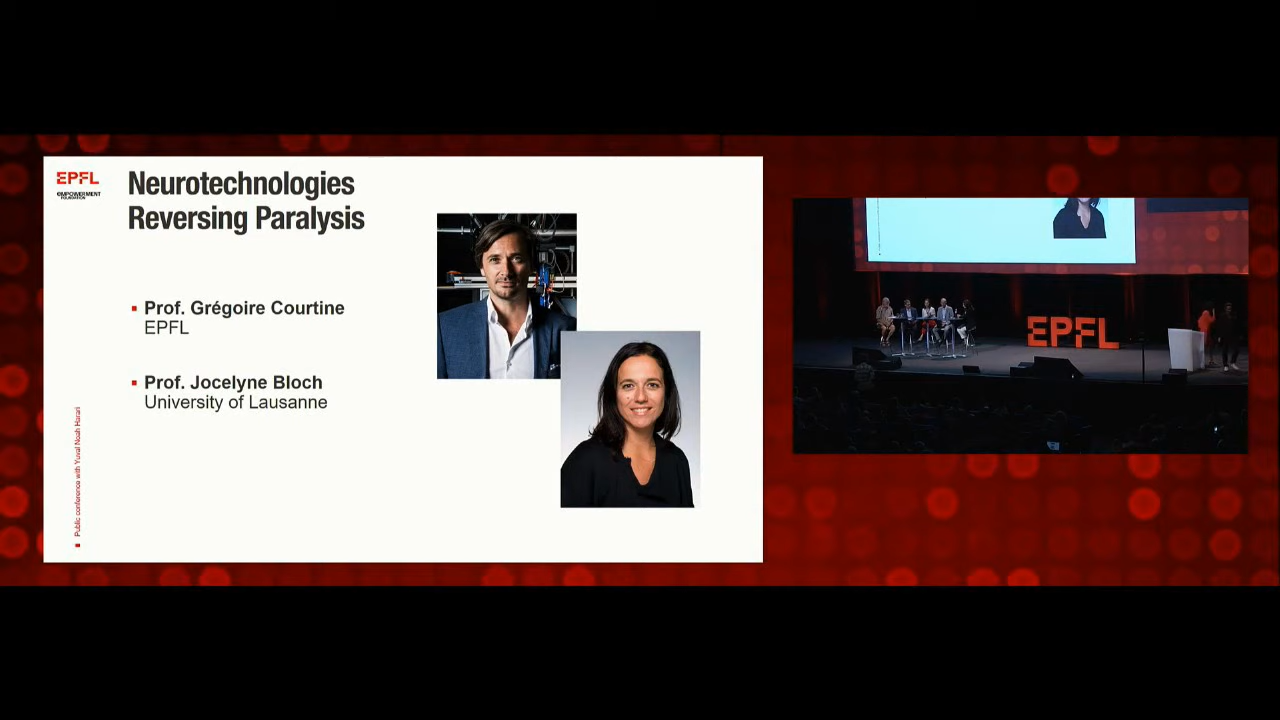 EPFL
EMPOWERMENT
FOUNDATION
Neurotechnologies
Reversing Paralysis
▪ Prof. Grégoire Courtine
EPFL
▪ Prof. Jocelyne Bloch
University of Lausanne
▪ Public conference with Yuval Noah Harari
EPFL